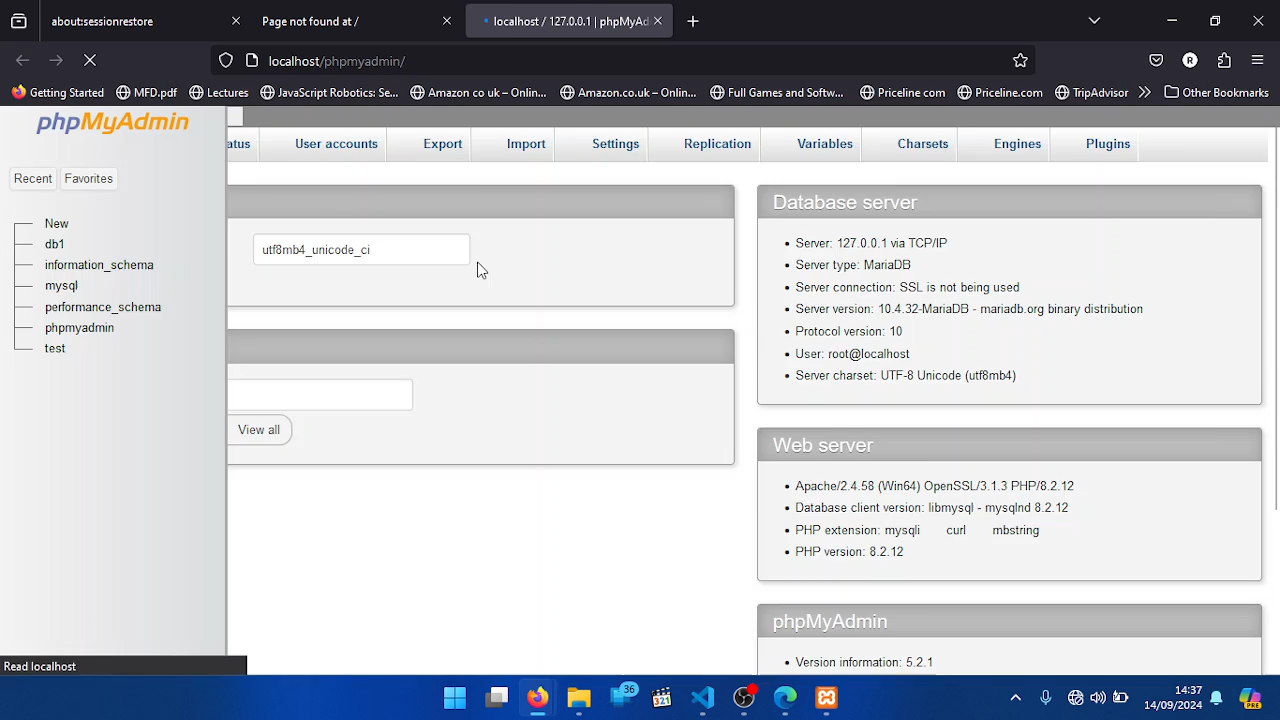 about:sessionrestore
Page not found at /
localhost / 127.0.0.1 | phpMyAd
localhost/phpmyadmin/
R
Getting Started
MFD.pdf
Lectures
JavaScript Robotics: Se...
Amazon co uk – Onlin...
Amazon.co.uk – Onlin...
Full Games and Softw...
Priceline.com
Priceline.com
TripAdvisor
Other Bookmarks
phpMyAdmin
Recent
Favorites
New
db1
information_schema
mysql
performance_schema
phpmyadmin
test
atus
User accounts
Export
Import
Settings
Replication
Variables
Charsets
Engines
Plugins
utf8mb4_unicode_ci
View all
Database server
Server: 127.0.0.1 via TCP/IP
Server type: MariaDB
Server connection: SSL is not being used
Server version: 10.4.32-MariaDB - mariadb.org binary distribution
Protocol version: 10
User: root@localhost
Server charset: UTF-8 Unicode (utf8mb4)
Web server
Apache/2.4.58 (Win64) OpenSSL/3.1.3 PHP/8.2.12
Database client version: libmysql - mysqlnd 8.2.12
PHP extension: mysqli curl mbstring
PHP version: 8.2.12
phpMyAdmin
Version information: 5.2.1
Read localhost
36
321
14:37
14/09/2024
PRE